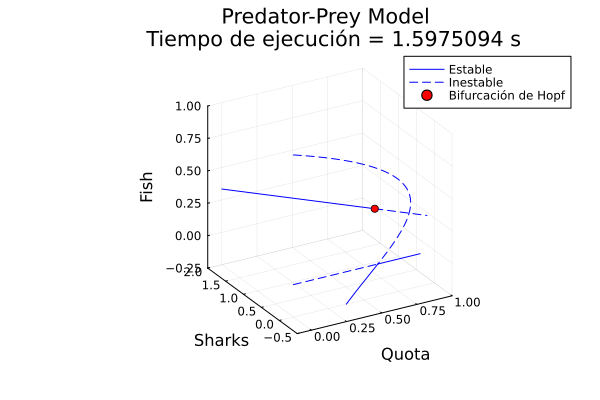 Predator-Prey Model
Tiempo de ejecución = 1.5975094 s
Estable
Inestable
Bifurcación de Hopf
1.00
0.75
0.50
0.25
0.00
−0.25
Fish
2.0
1.5
1.0
0.5
0.0
−0.5
Sharks
0.00
0.25
0.50
0.75
1.00
Quota